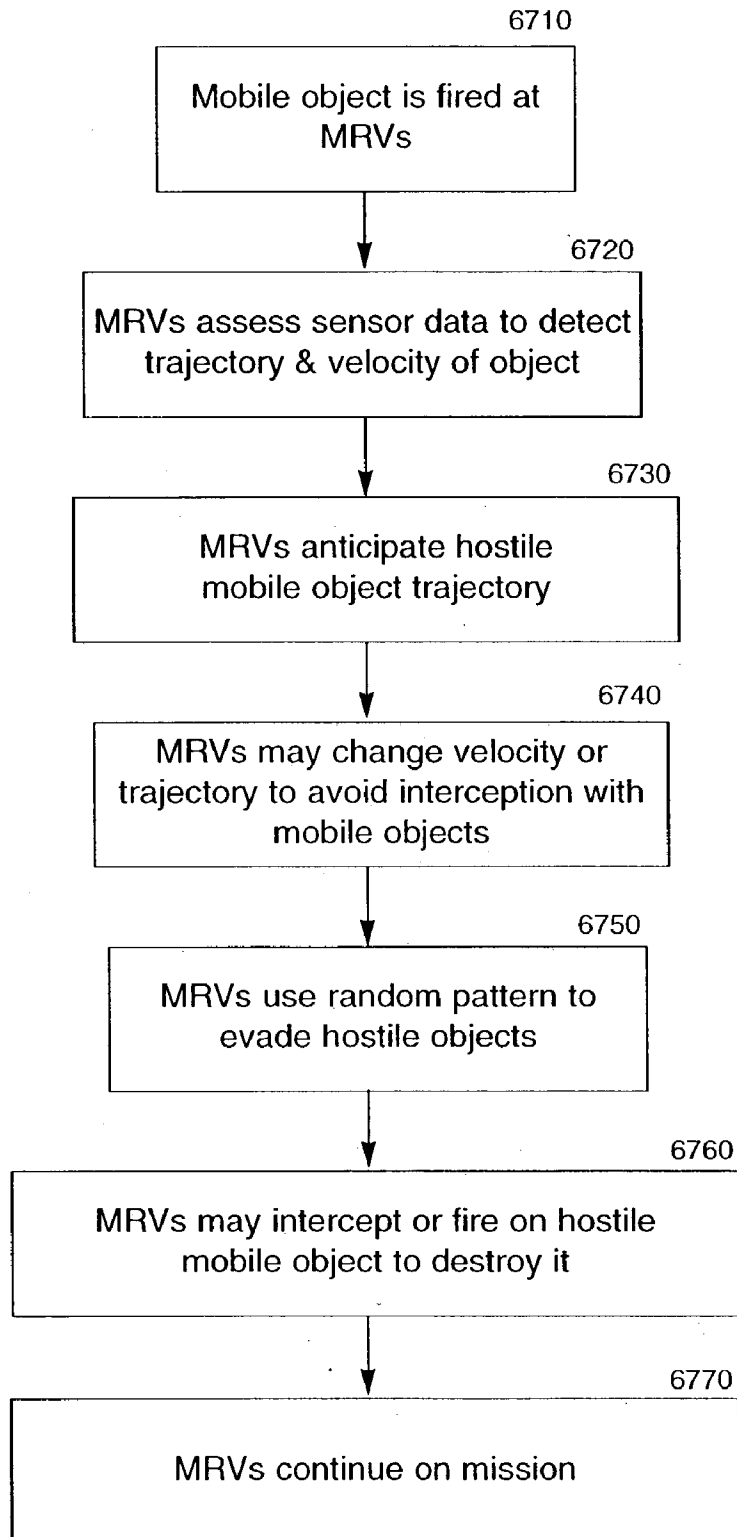 6710
Mobile object is fired at
MRVs
6720
MRVs assess sensor data to detect
trajectory & velocity of object
6730
MRVs anticipate hostile
mobile object trajectory
6740
MRVs may change velocity or
trajectory to avoid interception with
mobile objects
6750
MRVs use random pattern to
evade hostile objects
6760
MRVs may intercept or fire on hostile
mobile object to destroy it
6770
MRVs continue on mission